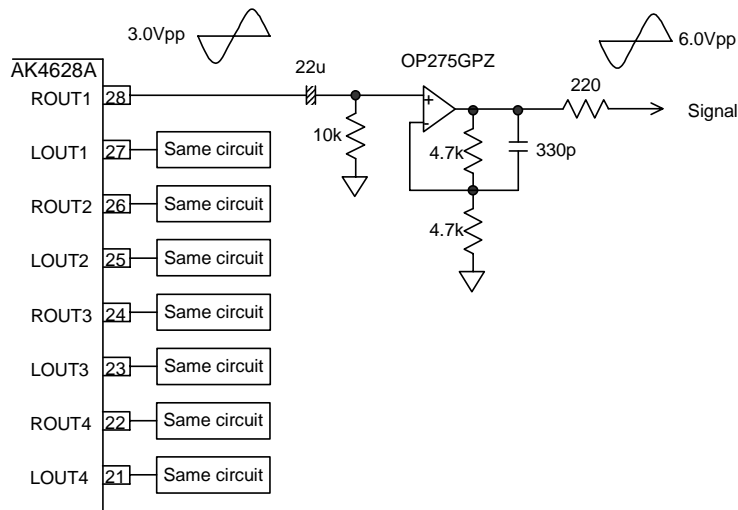 3.0Vpp
6.0Vpp
AK4628A
22u
OP275GPZ
220
ROUT1 28
+
-
Signal
10k
4.7k
330p
LOUT1 27 Same circuit
ROUT2 26 Same circuit
4.7k
LOUT2 25 Same circuit
ROUT3 24 Same circuit
LOUT3 23 Same circuit
ROUT4 22 Same circuit
LOUT4 21 Same circuit